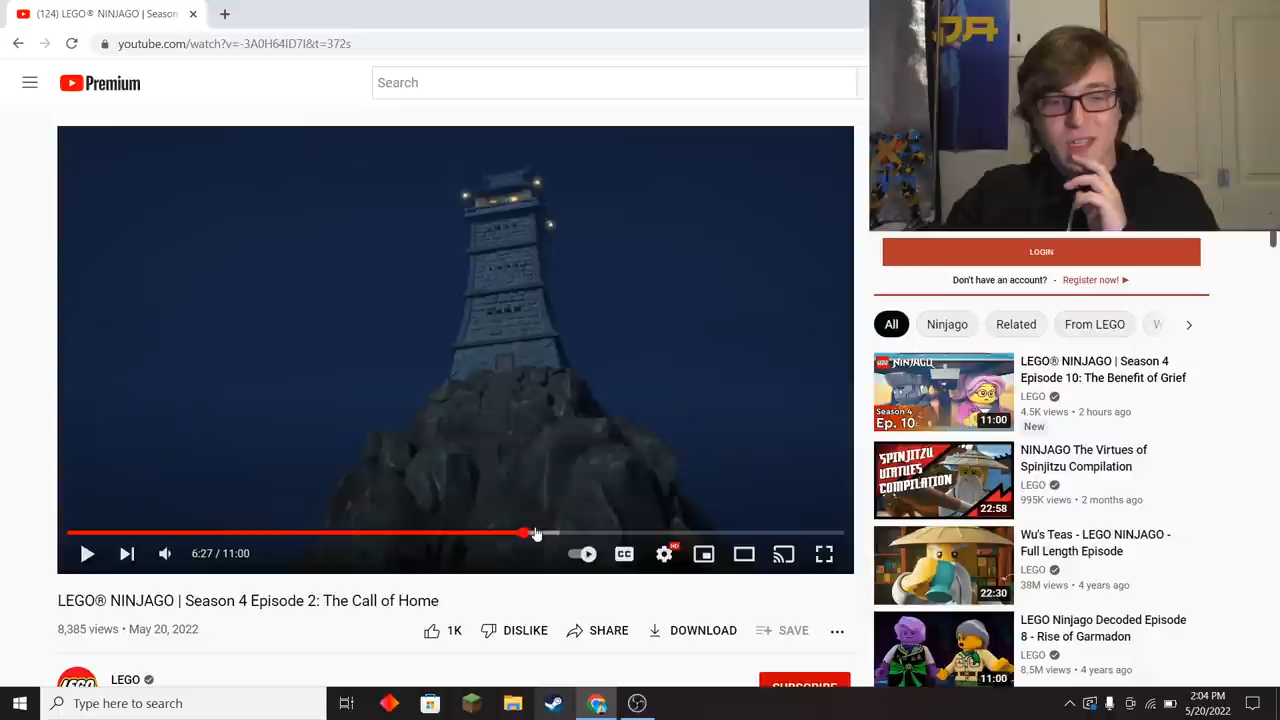 (124) LEGO® NINJAGO | Season
youtube.com/watch?v=-3A0H64ID7I&t=372s
Premium
Search
LOGIN
Don't have an account? - Register now! ►
All
Ninjago
Related
From LEGO
W
LEGO® NINJAGO | Season 4
Episode 10: The Benefit of Grief
LEGO
4.5K views • 2 hours ago
New
LEGO NINJAGO
Season 4
Ep. 10
11:00
NINJAGO The Virtues of
Spinjitzu Compilation
LEGO
995K views • 2 months ago
SPINJITZU
VIRTUES
COMPILATION
22:58
Wu's Teas - LEGO NINJAGO -
Full Length Episode
LEGO
38M views • 4 years ago
22:30
LEGO Ninjago Decoded Episode
8 - Rise of Garmadon
LEGO
8.5M views • 4 years ago
11:00
6:27 / 11:00
CC
HD
LEGO® NINJAGO | Season 4 Episode 2: The Call of Home
8,385 views • May 20, 2022
1K
DISLIKE
SHARE
DOWNLOAD
SAVE
LEGO
LEGO
SUBSCRIBE
Type here to search
2:04 PM
5/20/2022